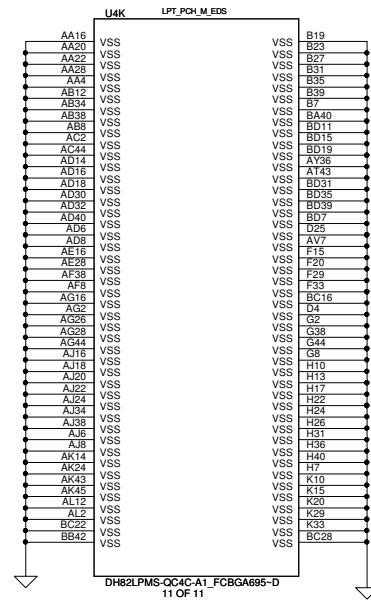 U4K LPT_PCH_M_EDS
AA16 VSS VSS B19
AA20 VSS VSS B23
AA22 VSS VSS B27
AA28 VSS VSS B31
AA4 VSS VSS B35
AB12 VSS VSS B39
AB34 VSS VSS B7
AB38 VSS VSS BA40
AB8 VSS VSS BD11
AC2 VSS VSS BD15
AC44 VSS VSS BD19
AD14 VSS VSS AY36
AD16 VSS VSS AT43
AD18 VSS VSS BD31
AD30 VSS VSS BD35
AD32 VSS VSS BD39
AD40 VSS VSS BD7
AD6 VSS VSS D25
AD8 VSS VSS AV7
AE16 VSS VSS F15
AE28 VSS VSS F20
AF38 VSS VSS F29
AF8 VSS VSS F33
AG16 VSS VSS BC16
AG2 VSS VSS D4
AG26 VSS VSS G2
AG28 VSS VSS G38
AG44 VSS VSS G44
AJ16 VSS VSS G8
AJ18 VSS VSS H10
AJ20 VSS VSS H13
AJ22 VSS VSS H17
AJ24 VSS VSS H22
AJ34 VSS VSS H24
AJ38 VSS VSS H26
AJ6 VSS VSS H31
AJ8 VSS VSS H36
AK14 VSS VSS H40
AK24 VSS VSS H7
AK43 VSS VSS K10
AK45 VSS VSS K15
AL12 VSS VSS K20
AL2 VSS VSS K29
BC22 VSS VSS K33
BB42 VSS VSS BC28
DH82LPMS-QC4C-A1_FCBGA695~D
11 OF 11